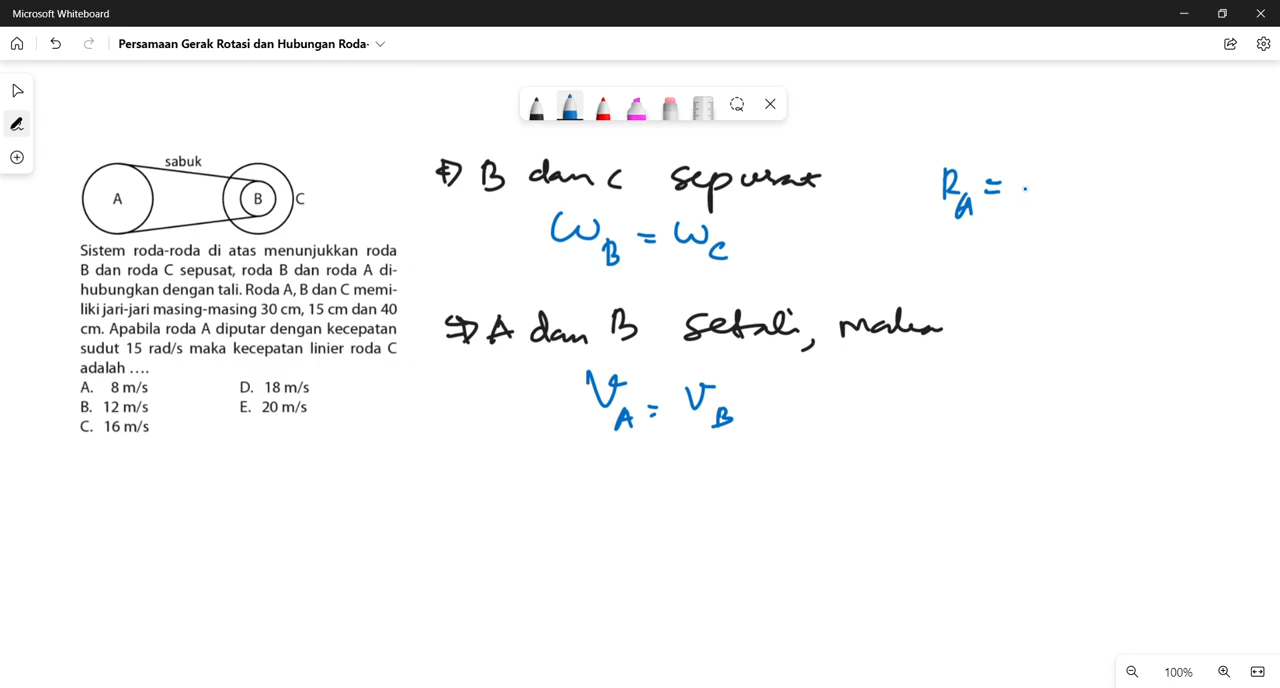 Microsoft Whiteboard
Persamaan Gerak Rotasi dan Hubungan Roda-
sabuk
A
B
C
Sistem roda-roda di atas menunjukkan roda
B dan roda C sepusat, roda B dan roda A di-
hubungkan dengan tali. Roda A, B dan C memi-
liki jari-jari masing-masing 30 cm, 15 cm dan 40
cm. Apabila roda A diputar dengan kecepatan
sudut 15 rad/s maka kecepatan linier roda C
adalah ....
A. 8 m/s
B. 12 m/s
C. 16 m/s
D. 18 m/s
E. 20 m/s
⇒ B dan C sepusat
ω_B = ω_C
⇒ A dan B setali, maka
V_A = V_B
R_A = .
100%